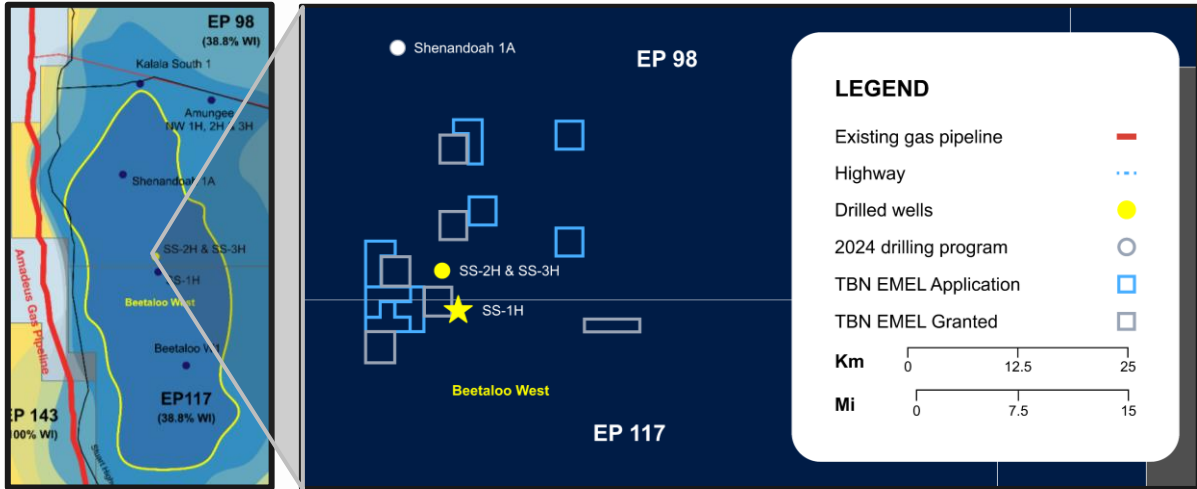 EP 98
(38.8% WI)
Kalala South 1
Amungee
NW 1H, 2H & 3H
Shenandoah 1A
SS-2H & SS-3H
SS-1H
Beetaloo West
Amadeus Gas Pipeline
Beetaloo W1
EP117
(38.8% WI)
EP 143
(100% WI)
Shenandoah 1A
EP 98
SS-2H & SS-3H
SS-1H
Beetaloo West
EP 117
LEGEND
Existing gas pipeline
Highway
Drilled wells
2024 drilling program
TBN EMEL Application
TBN EMEL Granted
Km
0 12.5 25
Mi
0 7.5 15